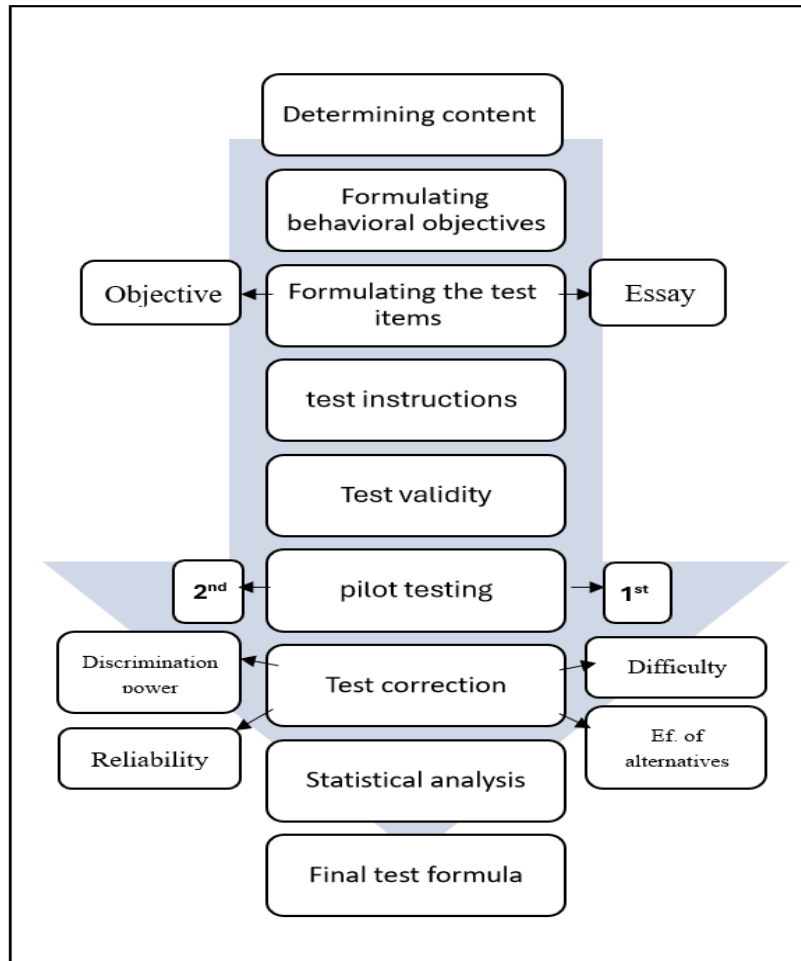 Determining content
Formulating
behavioral objectives
Objective
Formulating the test
items
Essay
test instructions
Test validity
2nd
pilot testing
1st
Discrimination
power
Test correction
Difficulty
Reliability
Ef. of
alternatives
Statistical analysis
Final test formula